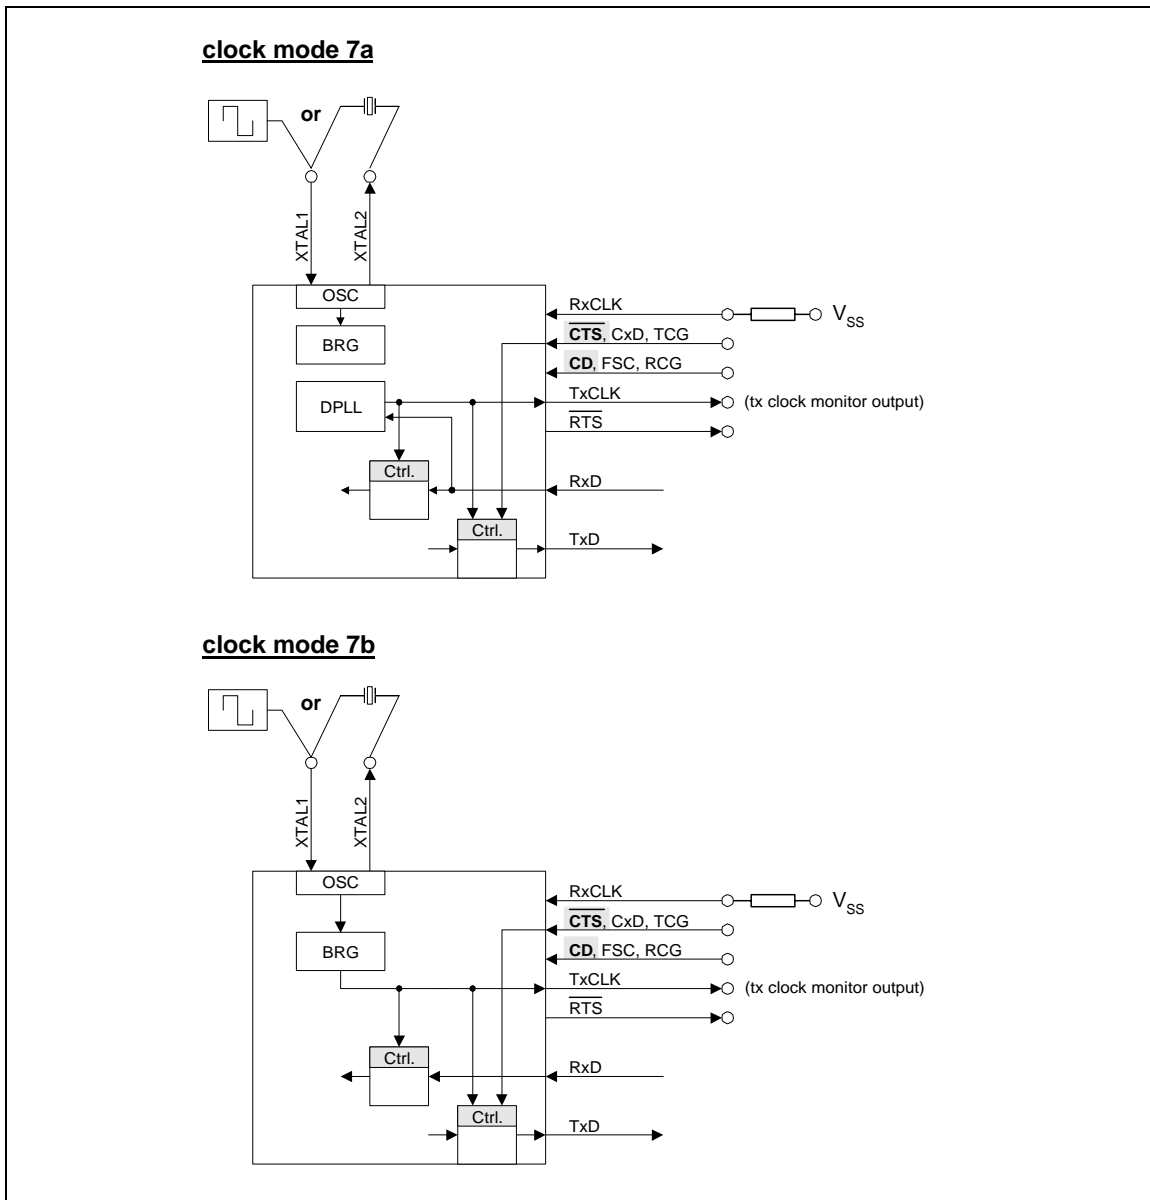 clock mode 7a
or
XTAL1
XTAL2
OSC
BRG
DPLL
Ctrl.
Ctrl.
RxCLK
VSS
CTS, CxD, TCG
CD, FSC, RCG
TxCLK
(tx clock monitor output)
RTS
RxD
TxD
clock mode 7b
or
XTAL1
XTAL2
OSC
BRG
Ctrl.
Ctrl.
RxCLK
VSS
CTS, CxD, TCG
CD, FSC, RCG
TxCLK
(tx clock monitor output)
RTS
RxD
TxD